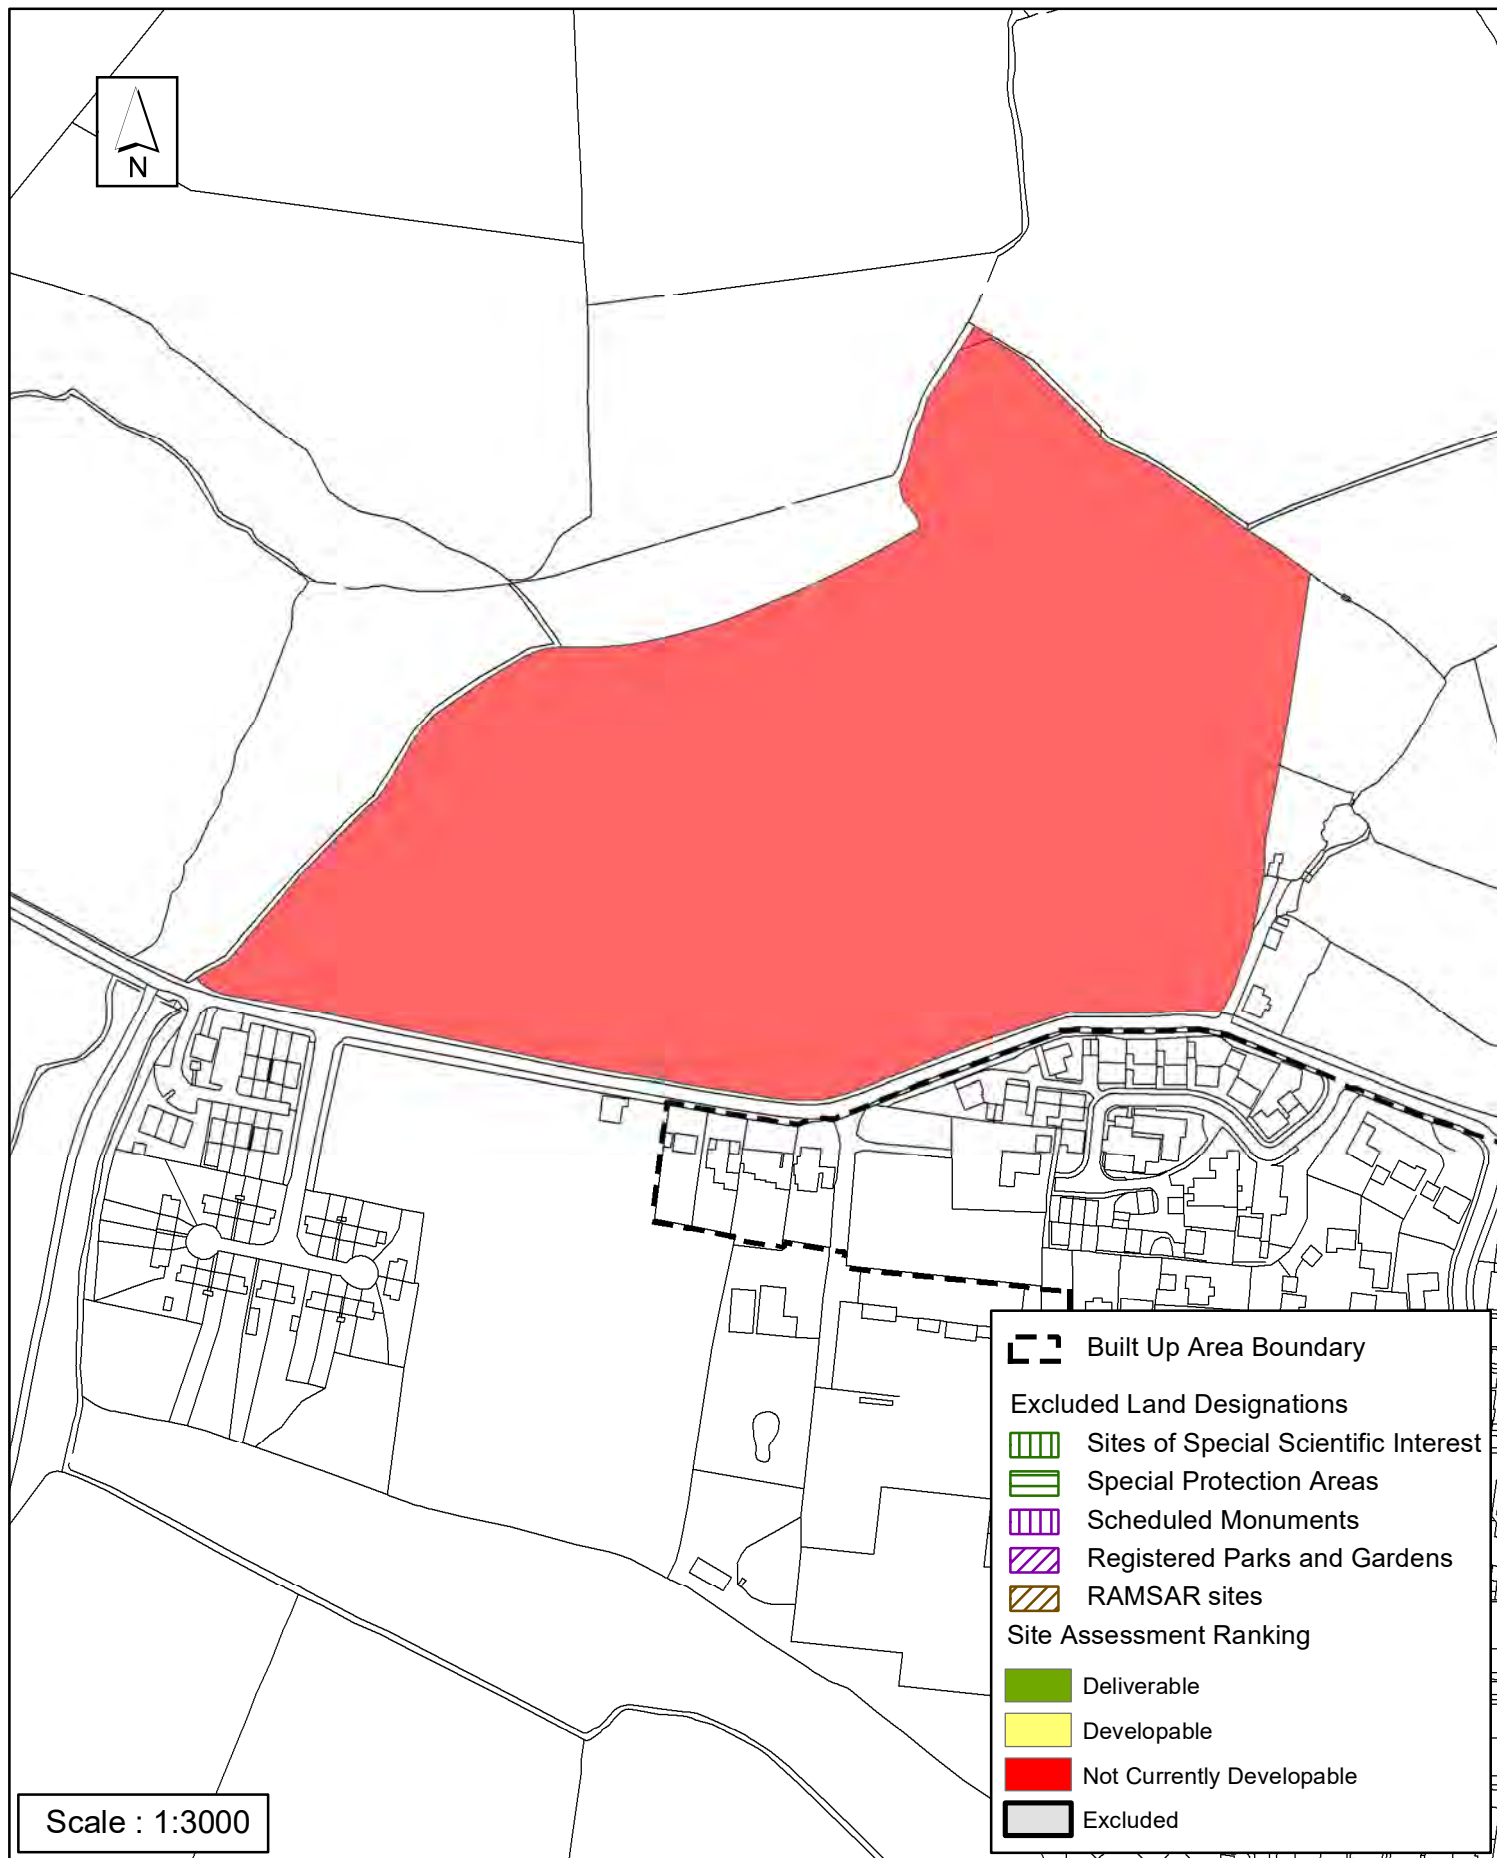 N
Built Up Area Boundary
Excluded Land Designations
Sites of Special Scientific Interest
Special Protection Areas
Scheduled Monuments
Registered Parks and Gardens
RAMSAR sites
Site Assessment Ranking
Deliverable
Developable
Not Currently Developable
Excluded
Scale : 1:3000